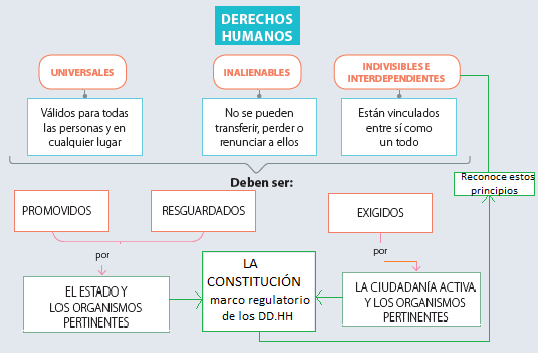 DERECHOS
HUMANOS
UNIVERSALES
INALIENABLES
INDIVISIBLES E
INTERDEPENDIENTES
Válidos para todas
las personas y en
cualquier lugar
No se pueden
transferir, perder o
renunciar a ellos
Están vinculados
entre sí como
un todo
Deben ser:
Reconoce estos
principios
PROMOVIDOS
RESGUARDADOS
EXIGIDOS
por
por
EL ESTADO Y
LOS ORGANISMOS
PERTINENTES
LA
CONSTITUCIÓN
marco regulatorio
de los DD.HH
LA CIUDADANÍA ACTIVA
Y LOS ORGAINISMOS
PERTINENTES